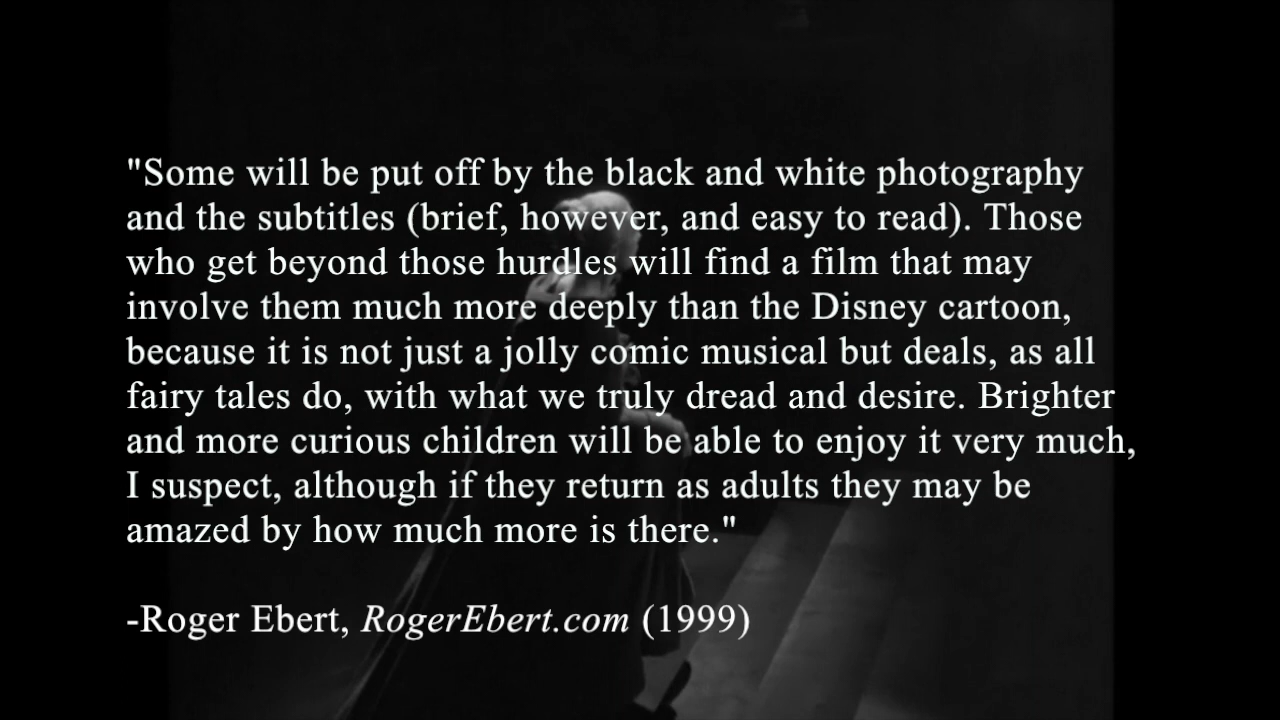 "Some will be put off by the black and white photography
and the subtitles (brief, however, and easy to read). Those
who get beyond those hurdles will find a film that may
involve them much more deeply than the Disney cartoon,
because it is not just a jolly comic musical but deals, as all
fairy tales do, with what we truly dread and desire. Brighter
and more curious children will be able to enjoy it very much,
I suspect, although if they return as adults they may be
amazed by how much more is there."
-Roger Ebert, RogerEbert.com (1999)